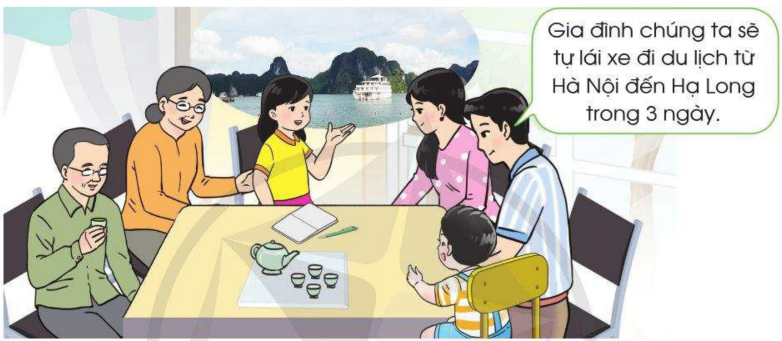 Gia đình chúng ta sẽ
tự lái xe đi du lịch từ
Hà Nội đến Hạ Long
trong 3 ngày.